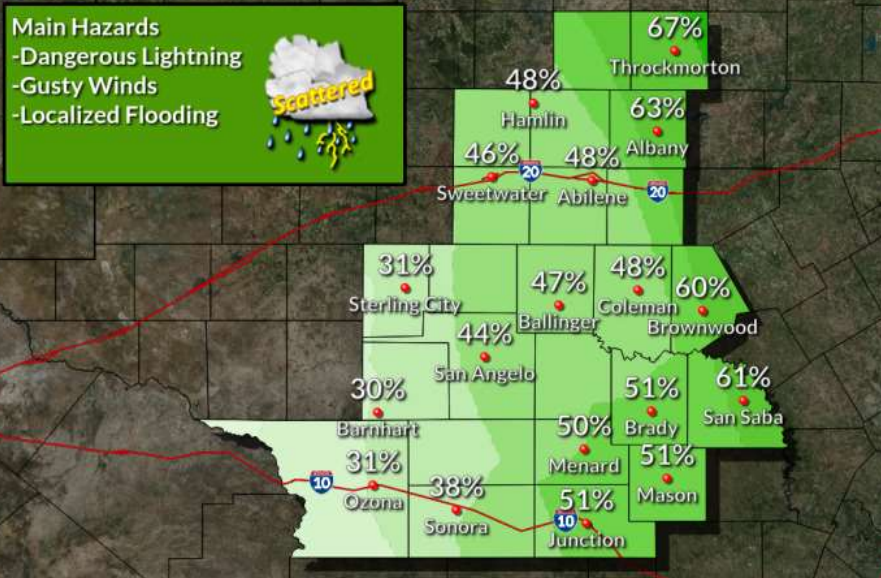 Main Hazards
-Dangerous Lightning
-Gusty Winds
-Localized Flooding
Scattered
67%
Throckmorton
48%
Hamlin
63%
Albany
46%
Sweetwater
20
48%
Abilene
20
31%
Sterling City
47%
Ballinger
48%
Coleman
60%
Brownwood
44%
San Angelo
30%
Barnhart
51%
Brady
61%
San Saba
50%
Menard
51%
Mason
10
31%
Ozona
38%
Sonora
10
51%
Junction